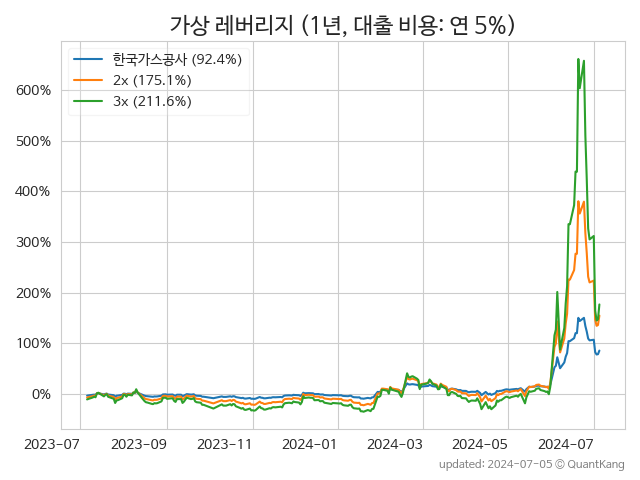 가상 레버리지 (1년, 대출 비용: 연 5%)
한국가스공사 (92.4%)
2x (175.1%)
3x (211.6%)
600%
500%
400%
300%
200%
100%
0%
2023-07 2023-09 2023-11 2024-01 2024-03 2024-05 2024-07
updated: 2024-07-05 © QuantKang